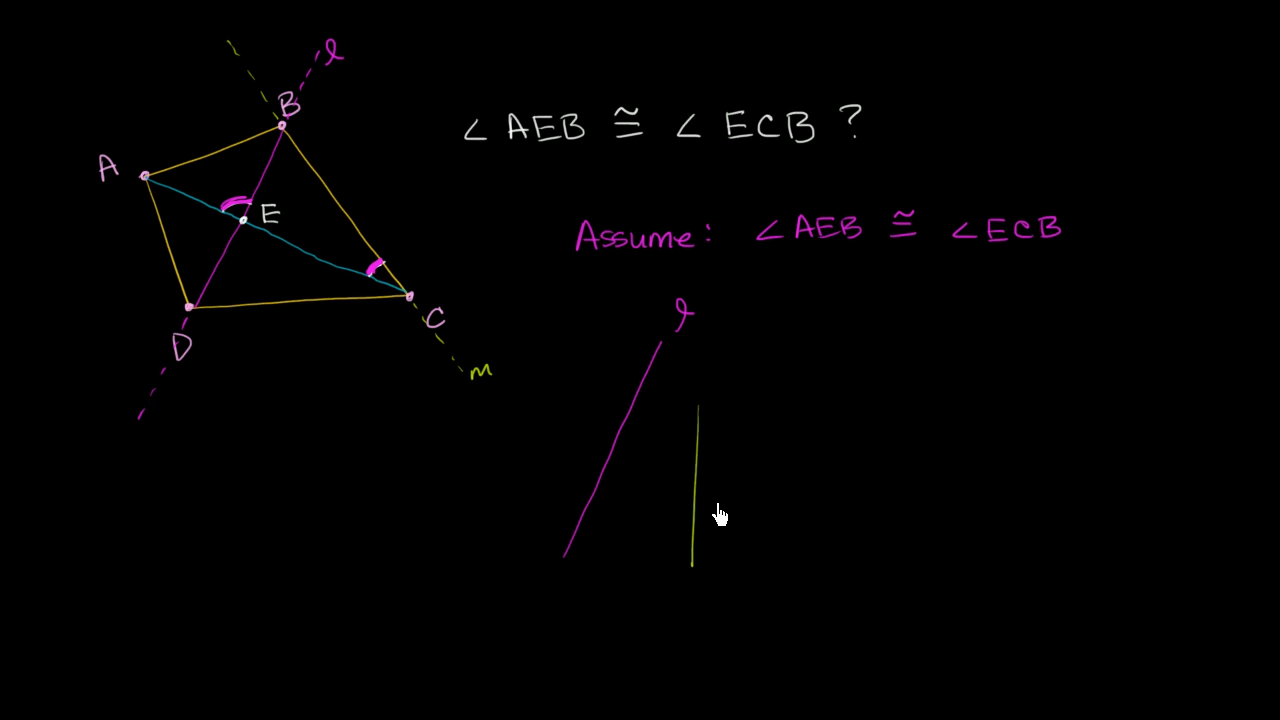 l
B
∠AEB ≅ ∠ECB ?
A
E
Assume: ∠AEB ≅ ∠ECB
l
C
D
m